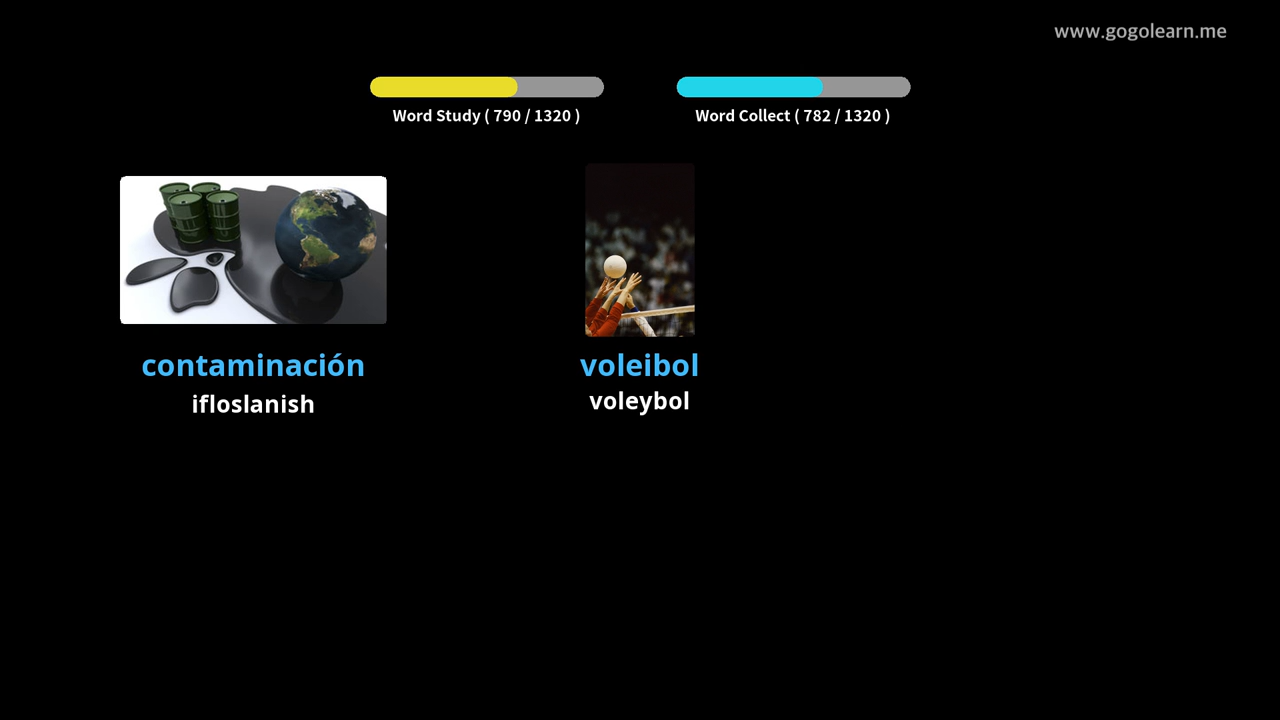 www.gogolearn.me
Word Study ( 790 / 1320 )
Word Collect ( 782 / 1320 )
contaminación
ifloslanish
voleibol
voleybol